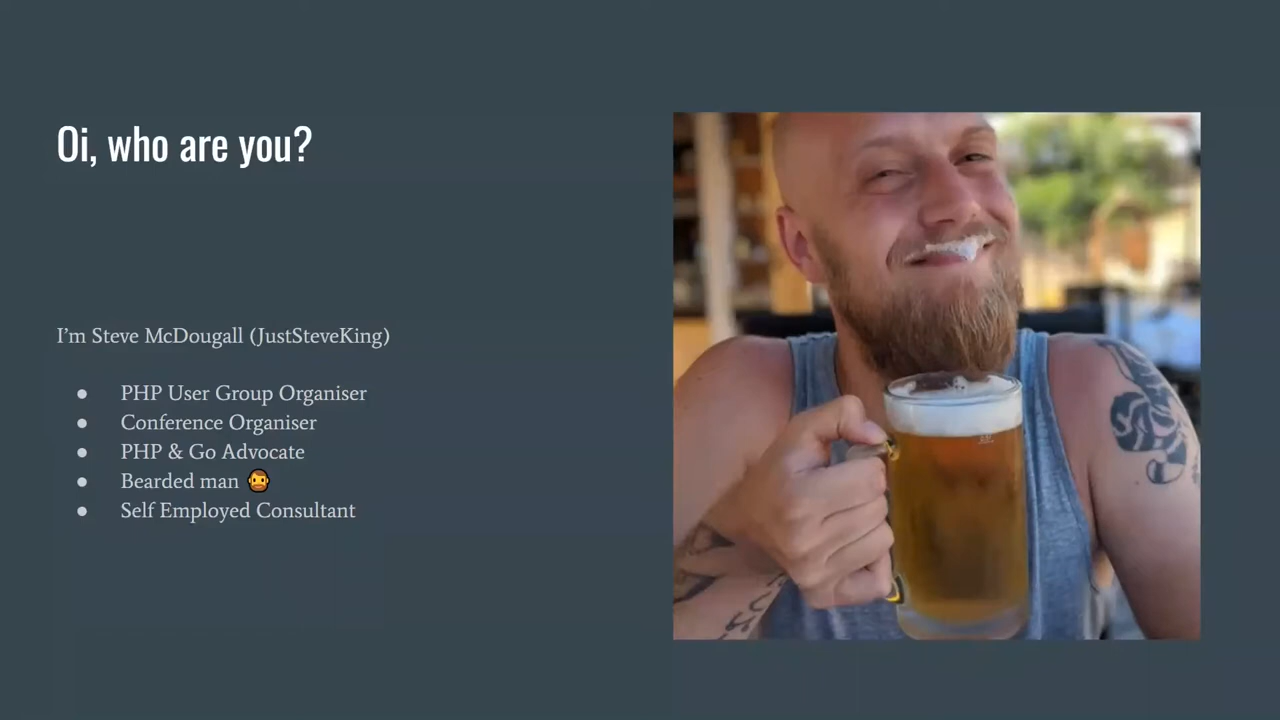 Oi, who are you?
I’m Steve McDougall (JustSteveKing)
● PHP User Group Organiser
● Conference Organiser
● PHP & Go Advocate
● Bearded man 🧔
● Self Employed Consultant